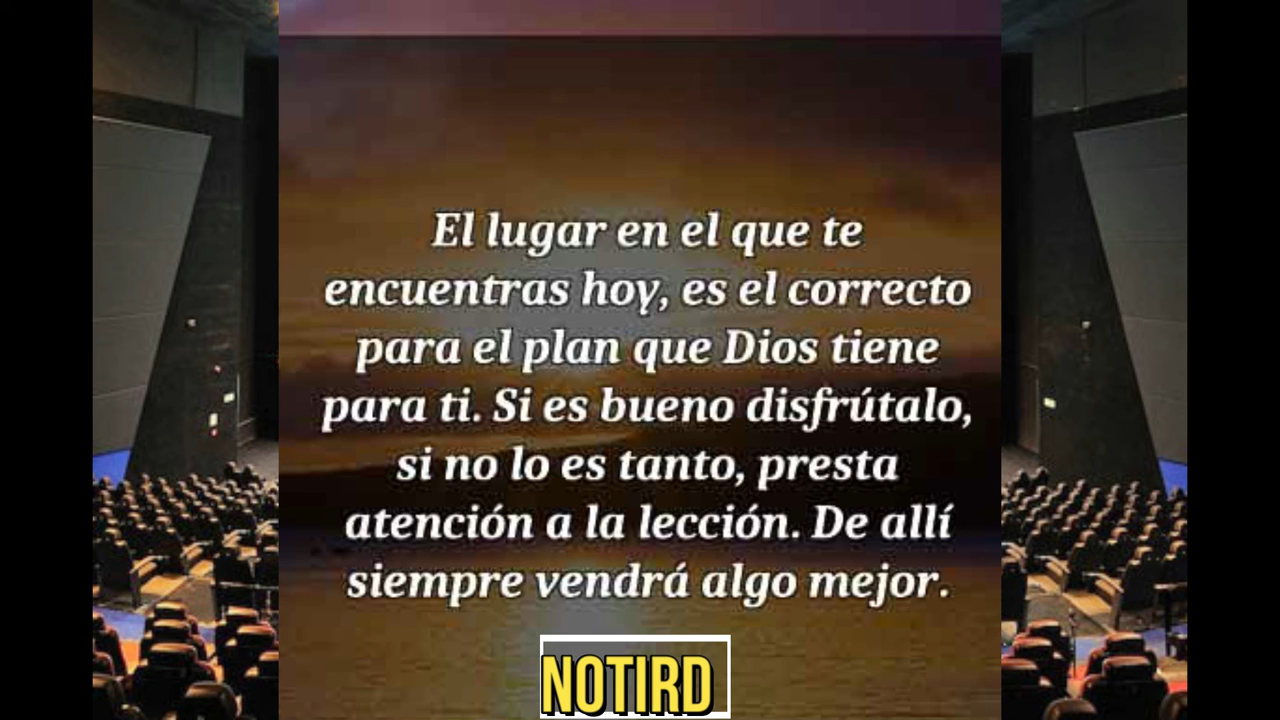 El lugar en el que te
encuentras hoy, es el correcto
para el plan que Dios tiene
para ti. Si es bueno disfrútalo,
si no lo es tanto, presta
atención a la lección. De allí
siempre vendrá algo mejor.
NOTIRD